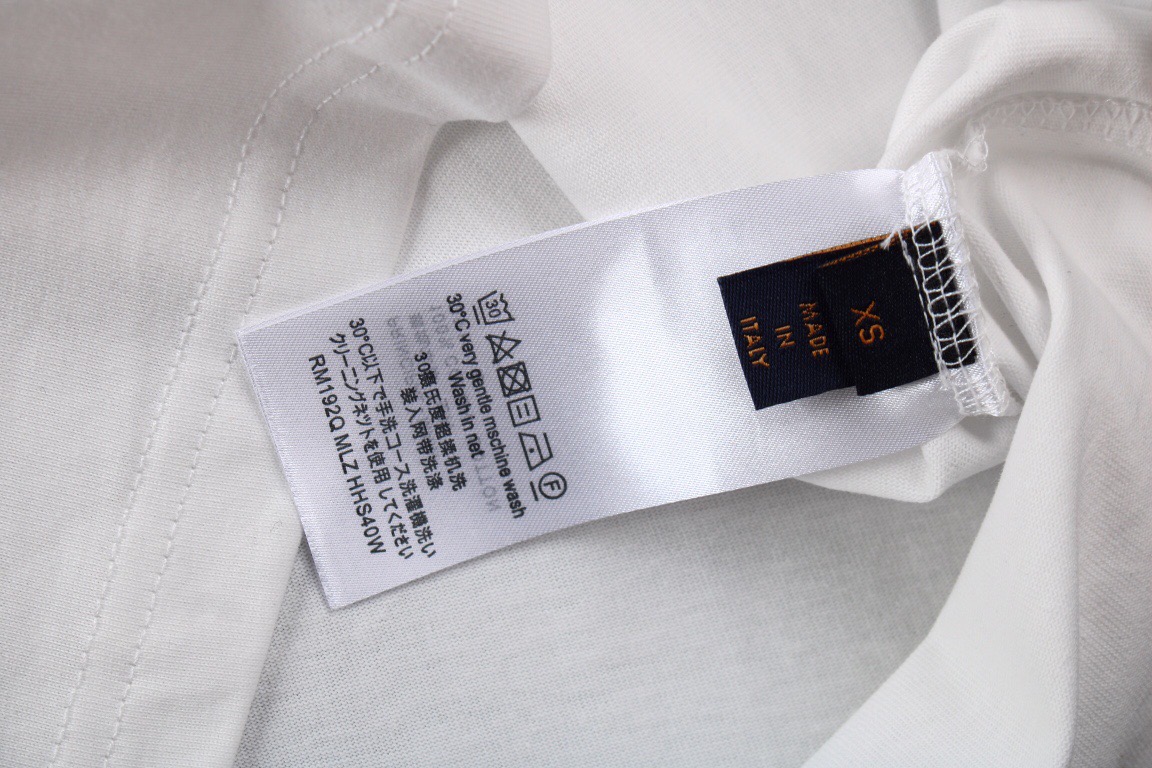 XS
MADE
IN
ITALY
30
F
30°C very gentle mschine wash
Wash in net
30摄氏度超揉机洗
装入网带洗涤
30°C以下で手洗コース洗濯機洗い
クリーニングネットを使用してください
RM192Q MLZ HHS40W